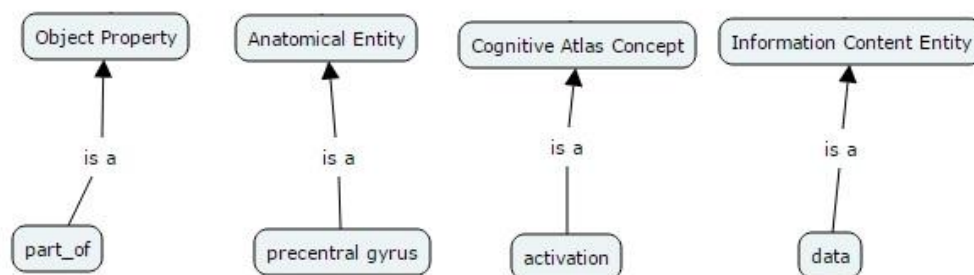 Object Property
Anatomical Entity
Cognitive Atlas Concept
Information Content Entity
is a
is a
is a
is a
part_of
precentral gyrus
activation
data